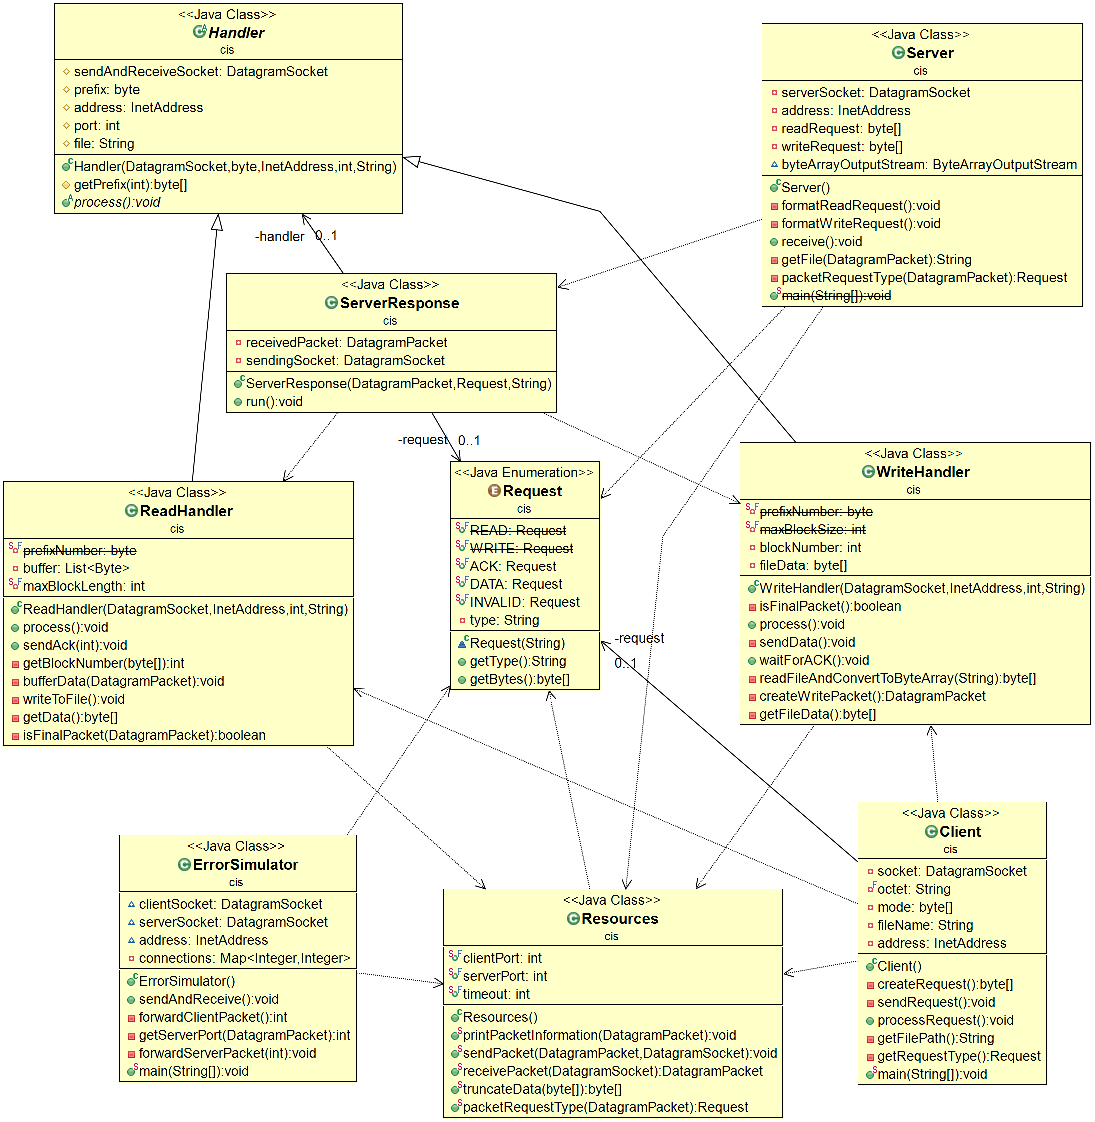 <<Java Class>>
Handler
cis
sendAndReceiveSocket: DatagramSocket
prefix: byte
address: InetAddress
port: int
file: String
Handler(DatagramSocket,byte,InetAddress,int,String)
getPrefix(int):byte[]
process():void
<<Java Class>>
Server
cis
serverSocket: DatagramSocket
address: InetAddress
readRequest: byte[]
writeRequest: byte[]
byteArrayOutputStream: ByteArrayOutputStream
Server()
formatReadRequest():void
formatWriteRequest():void
receive():void
getFile(DatagramPacket):String
packetRequestType(DatagramPacket):Request
main(String[]):void
-handler 0..1
<<Java Class>>
ServerResponse
cis
receivedPacket: DatagramPacket
sendingSocket: DatagramSocket
ServerResponse(DatagramPacket,Request,String)
run():void
-request 0..1
<<Java Class>>
ReadHandler
cis
prefixNumber: byte
buffer: List<Byte>
maxBlockLength: int
ReadHandler(DatagramSocket,InetAddress,int,String)
process():void
sendAck(int):void
getBlockNumber(byte[]):int
bufferData(DatagramPacket):void
writeToFile():void
getData():byte[]
isFinalPacket(DatagramPacket):boolean
<<Java Enumeration>>
Request
cis
READ: Request
WRITE: Request
ACK: Request
DATA: Request
INVALID: Request
type: String
Request(String)
getType():String
getBytes():byte[]
-request
0..1
<<Java Class>>
WriteHandler
cis
prefixNumber: byte
maxBlockSize: int
blockNumber: int
fileData: byte[]
WriteHandler(DatagramSocket,InetAddress,int,String)
isFinalPacket():boolean
process():void
sendData():void
waitForACK():void
readFileAndConvertToByteArray(String):byte[]
createWritePacket():DatagramPacket
getFileData():byte[]
<<Java Class>>
ErrorSimulator
cis
clientSocket: DatagramSocket
serverSocket: DatagramSocket
address: InetAddress
connections: Map<Integer,Integer>
ErrorSimulator()
sendAndReceive():void
forwardClientPacket():int
getServerPort(DatagramPacket):int
forwardServerPacket(int):void
main(String[]):void
<<Java Class>>
Resources
cis
clientPort: int
serverPort: int
timeout: int
Resources()
printPacketInformation(DatagramPacket):void
sendPacket(DatagramPacket,DatagramSocket):void
receivePacket(DatagramSocket):DatagramPacket
truncateData(byte[]):byte[]
packetRequestType(DatagramPacket):Request
<<Java Class>>
Client
cis
socket: DatagramSocket
octet: String
mode: byte[]
fileName: String
address: InetAddress
Client()
createRequest():byte[]
sendRequest():void
processRequest():void
getFilePath():String
getRequestType():Request
main(String[]):void